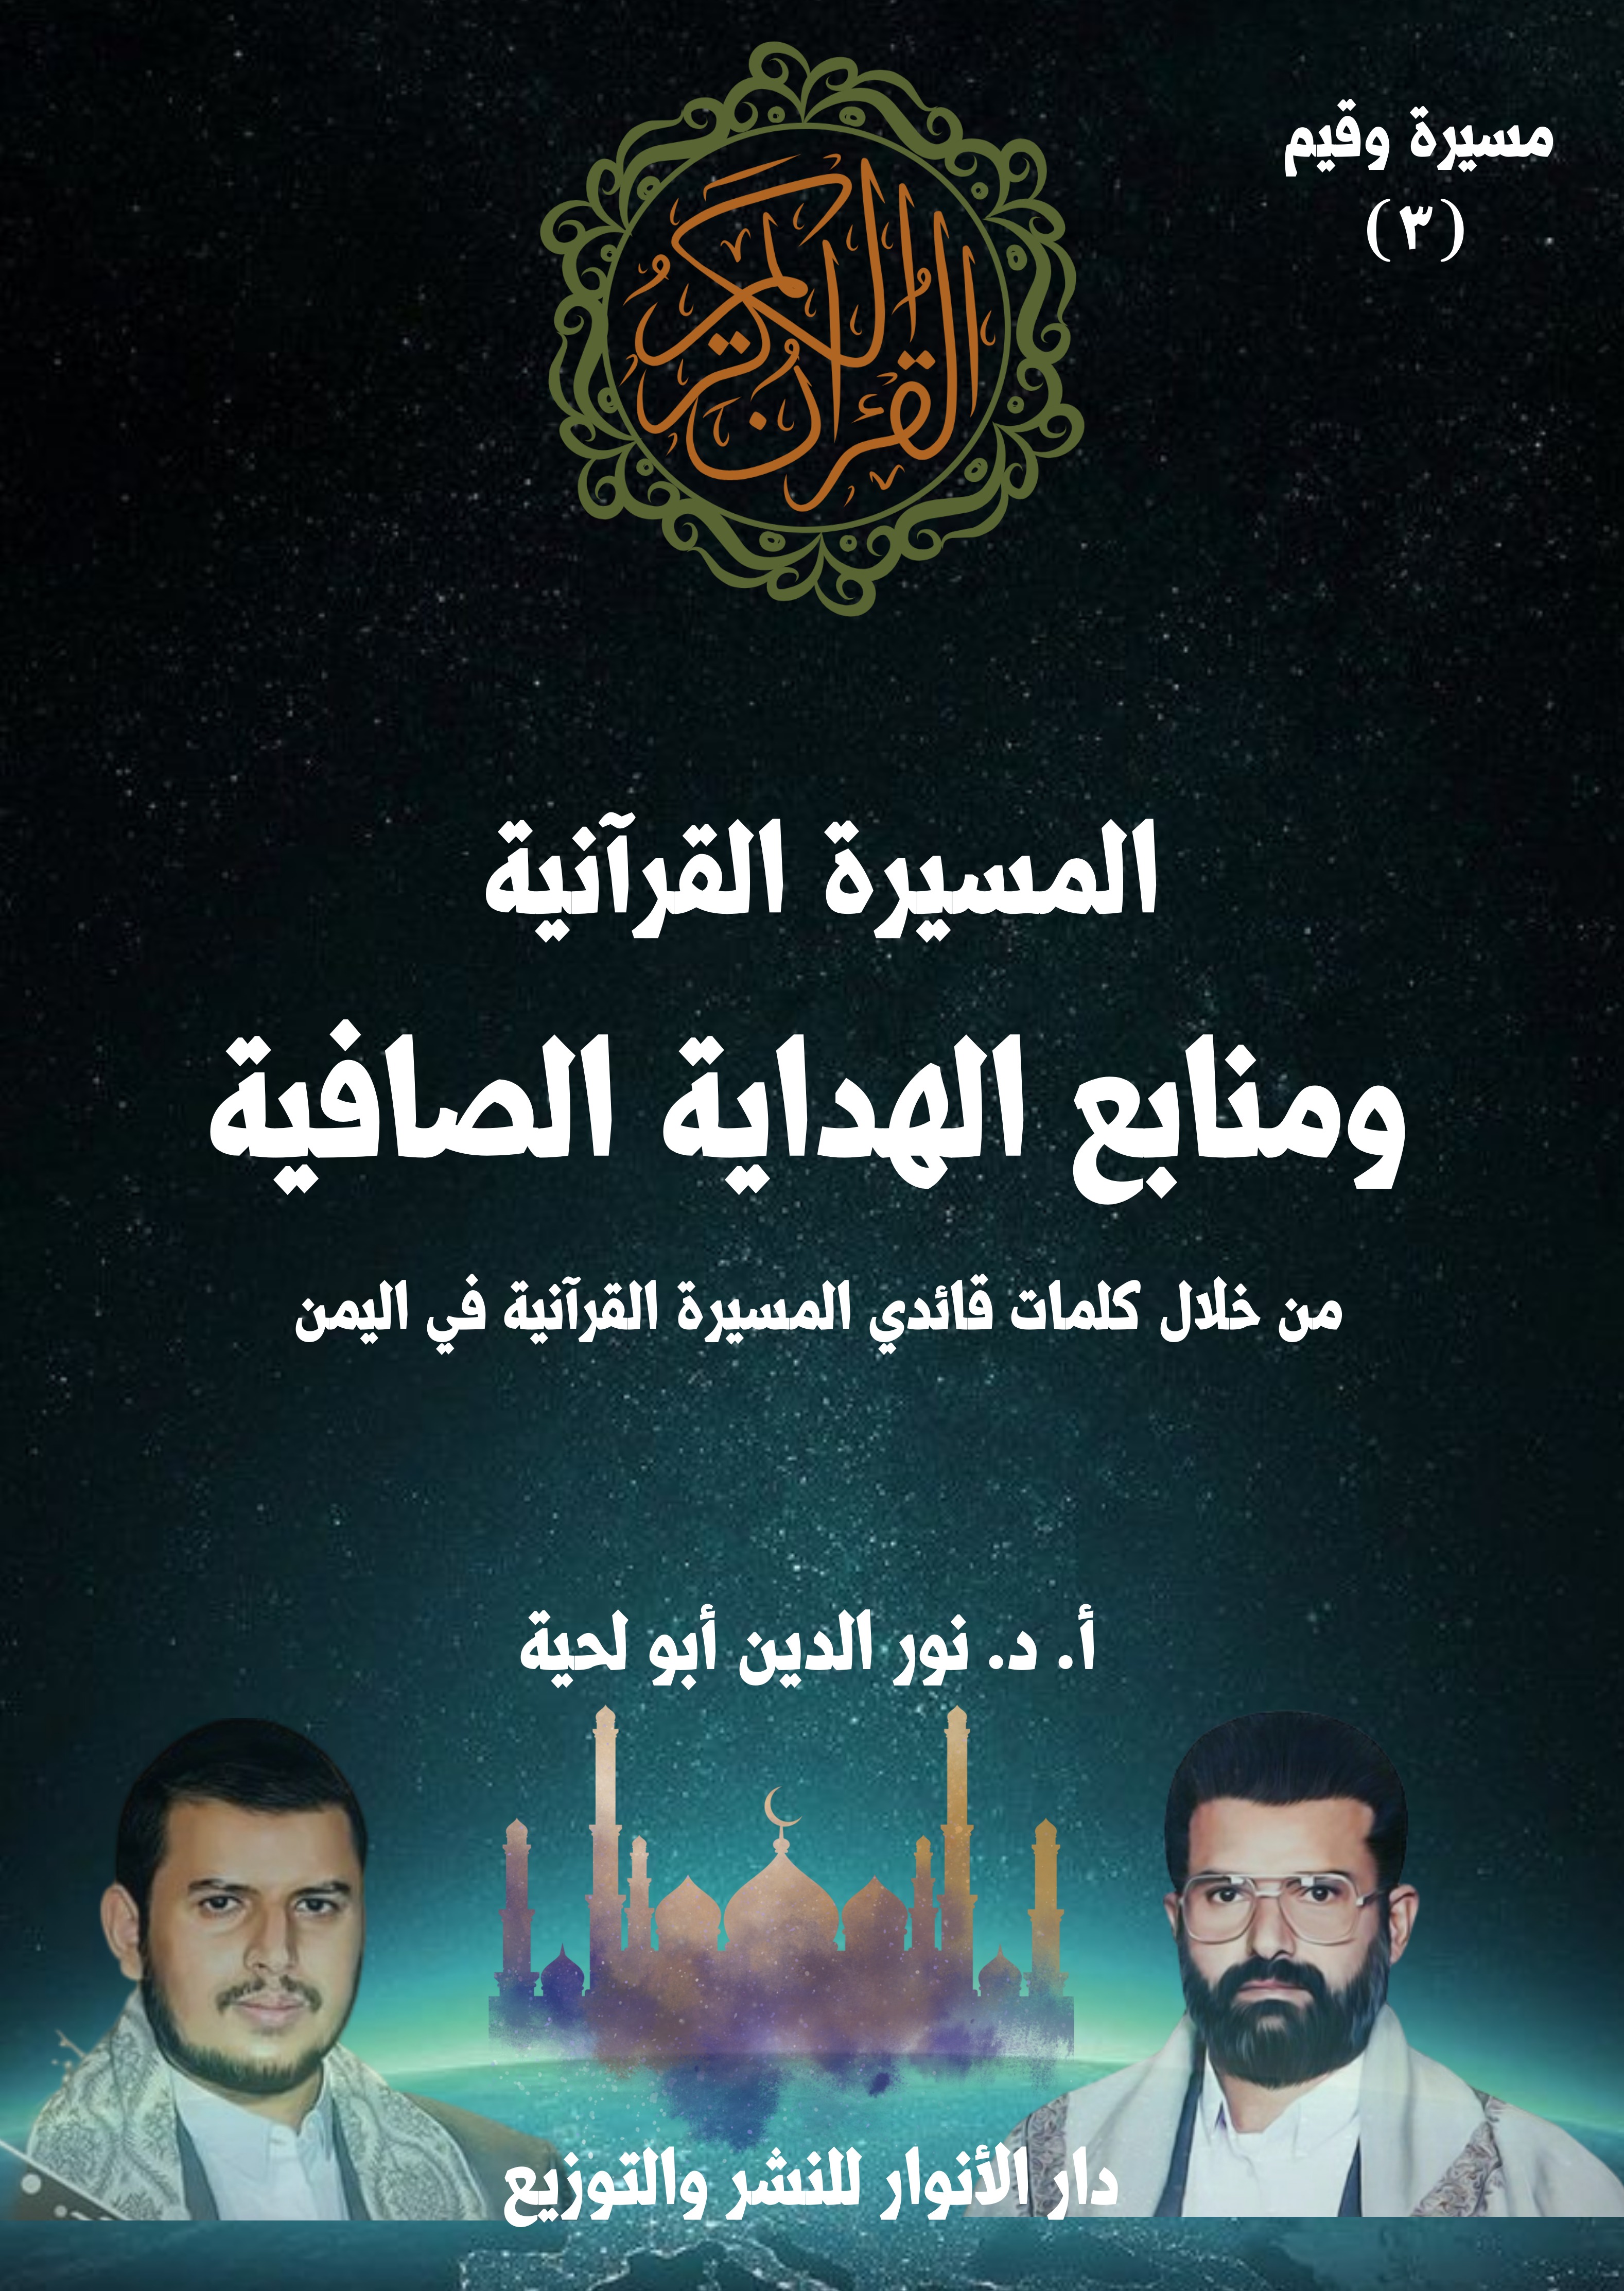 مسيرة وقيم
(٣)
القرآن الكريم
المسيرة القرآنية
ومنابع الهداية الصافية
من خلال كلمات قائدي المسيرة القرآنية في اليمن
أ. د. نور الدين أبو لحية
دار الأنوار للنشر والتوزيع